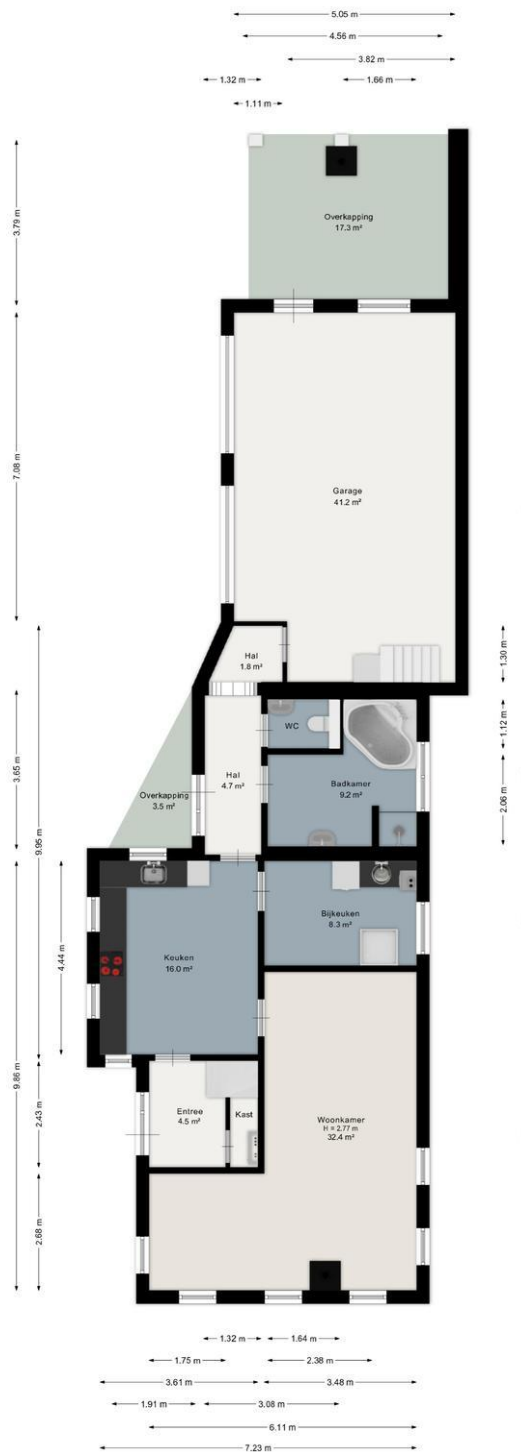 5.05 m
4.56 m
3.82 m
1.32 m
1.66 m
1.11 m
3.79 m
Overkapping
17.3 m²
7.08 m
Garage
41.2 m²
Hal
1.8 m²
1.30 m
3.65 m
9.95 m
WC
1.12 m
Hal
4.7 m²
Badkamer
9.2 m²
2.06 m
Overkapping
3.5 m²
4.44 m
9.86 m
Bijkeuken
8.3 m²
Keuken
16.0 m²
2.43 m
Entree
4.5 m²
Kast
Woonkamer
H = 2.77 m
32.4 m²
2.68 m
1.32 m
1.64 m
1.75 m
2.38 m
3.61 m
3.48 m
1.91 m
3.08 m
6.11 m
7.23 m